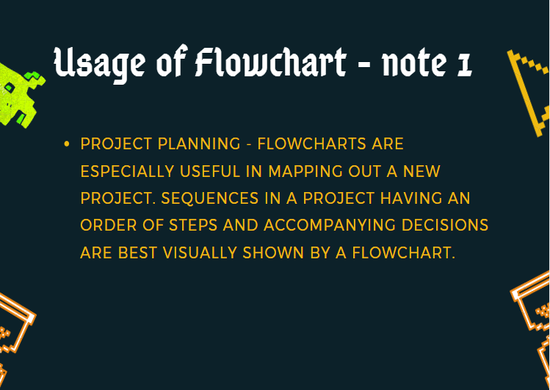 Usage of Flowchart - note 1
• PROJECT PLANNING - FLOWCHARTS ARE
ESPECIALLY USEFUL IN MAPPING OUT A NEW
PROJECT. SEQUENCES IN A PROJECT HAVING AN
ORDER OF STEPS AND ACCOMPANYING DECISIONS
ARE BEST VISUALLY SHOWN BY A FLOWCHART.